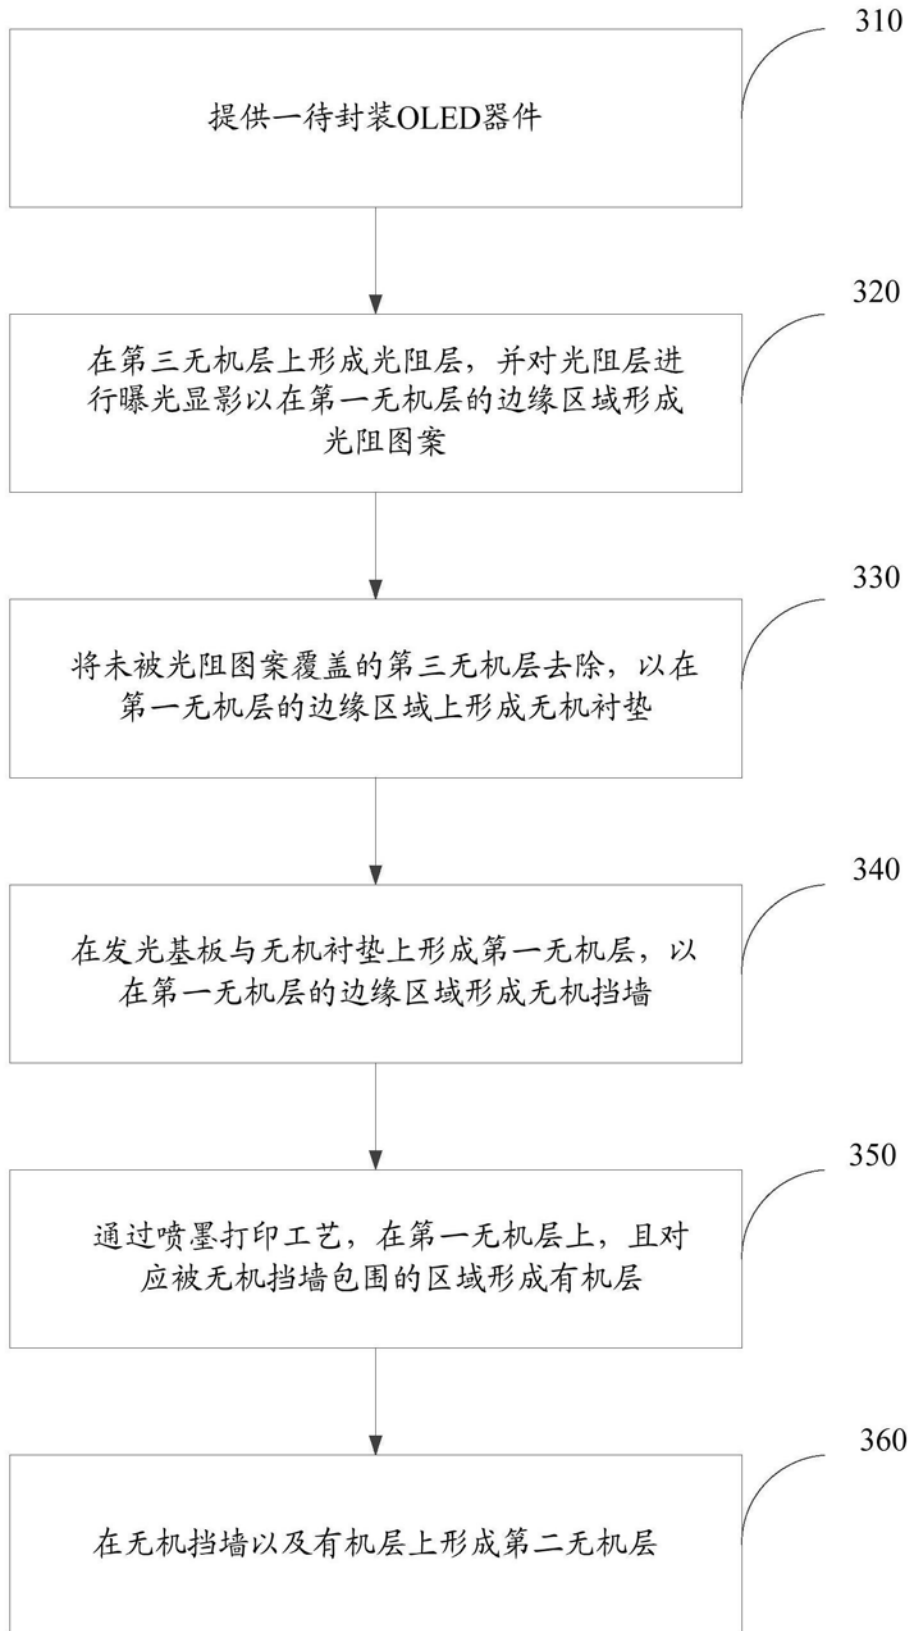 310
提供一待封装OLED器件
320
在第三无机层上形成光阻层，并对光阻层进
行曝光显影以在第一无机层的边缘区域形成
光阻图案
330
将未被光阻图案覆盖的第三无机层去除，以在
第一无机层的边缘区域上形成无机衬垫
340
在发光基板与无机衬垫上形成第一无机层，以
在第一无机层的边缘区域形成无机挡墙
350
通过喷墨打印工艺，在第一无机层上，且对
应被无机挡墙包围的区域形成有机层
360
在无机挡墙以及有机层上形成第二无机层